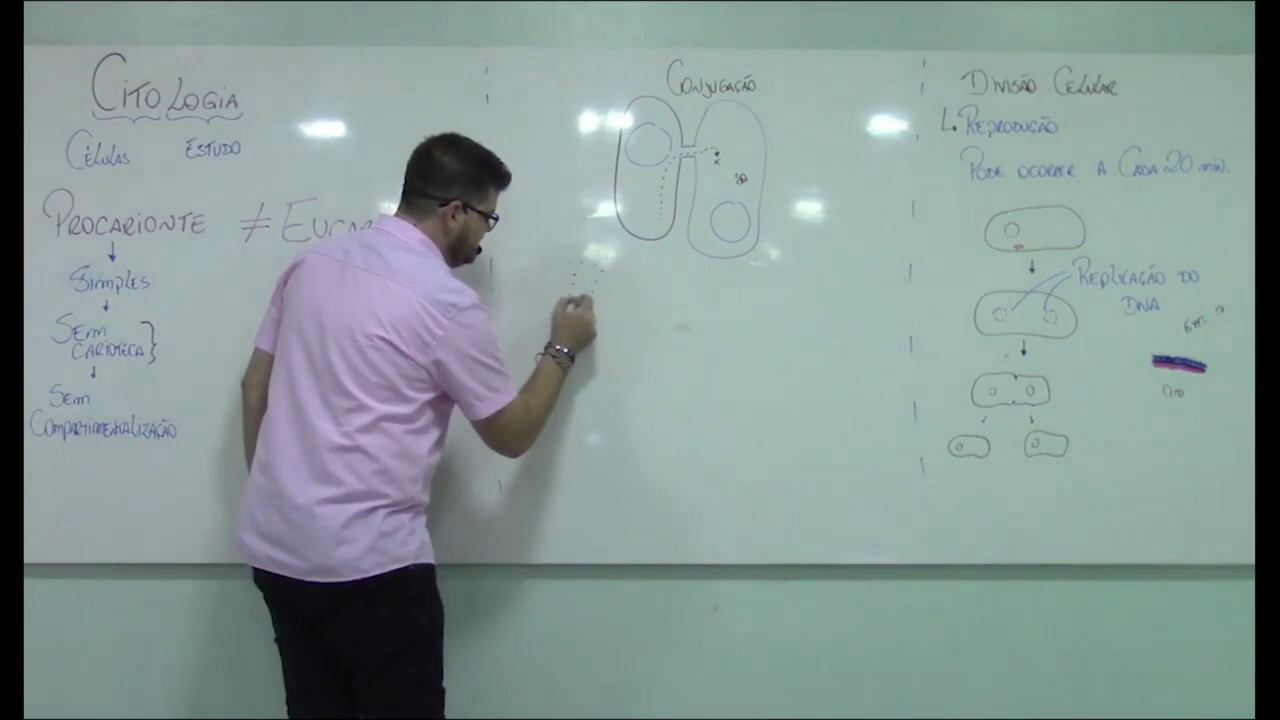 CITOLOGIA
CÉLULAS ESTUDO
PROCARIONTE ≠ EUCAR
SIMPLES
SEM
CARIOTECA
SEM
COMPARTIMENTALIZAÇÃO
CONJUGAÇÃO
DIVISÃO CELULAR
REPRODUÇÃO
PODE OCORRER A CADA 20 min.
REPLICAÇÃO DO
DNA